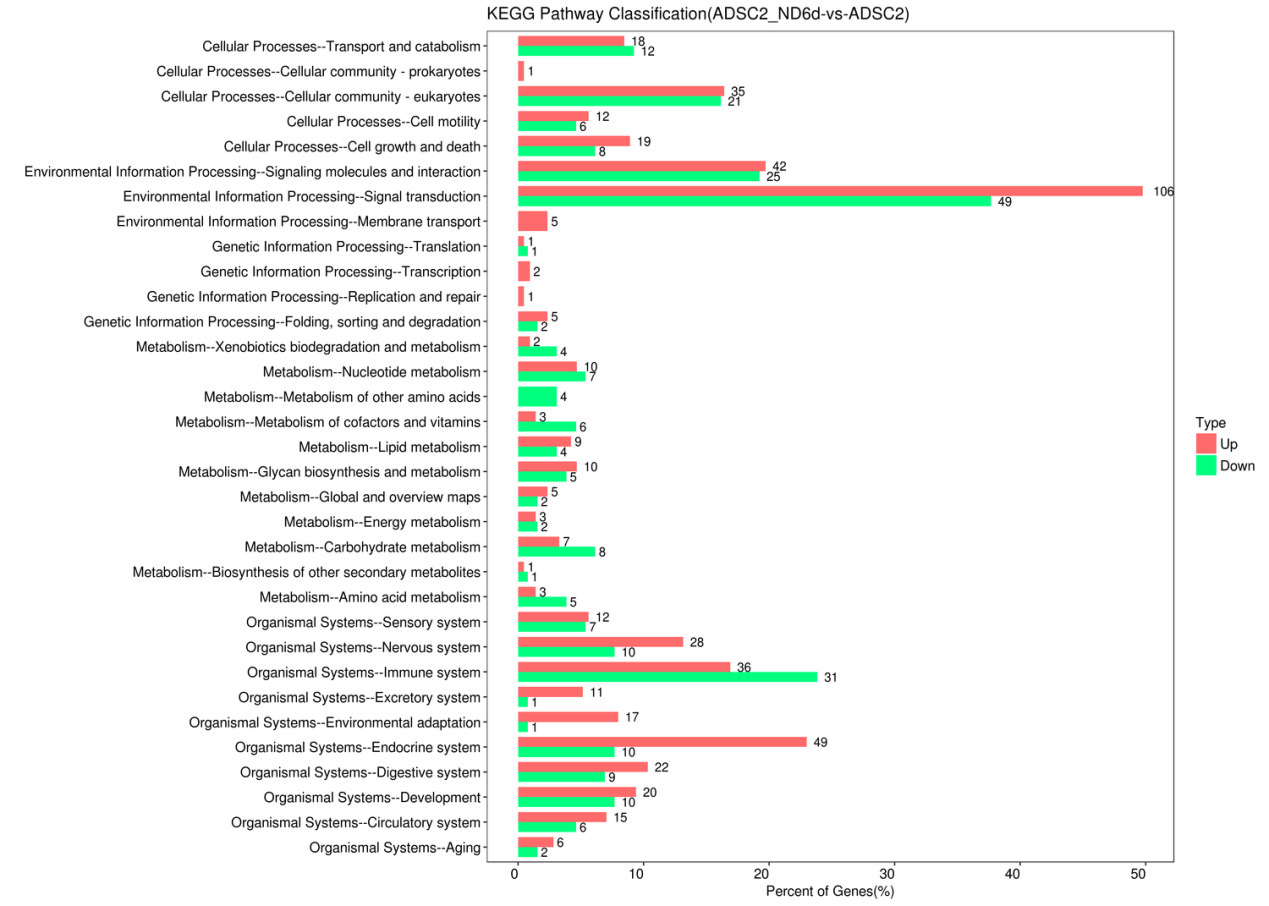 KEGG Pathway Classification(ADSC2_ND6d-vs-ADSC2)
Cellular Processes--Transport and catabolism
18
12
Cellular Processes--Cellular community - prokaryotes
1
Cellular Processes--Cellular community - eukaryotes
35
21
Cellular Processes--Cell motility
12
6
Cellular Processes--Cell growth and death
19
8
Environmental Information Processing--Signaling molecules and interaction
42
25
Environmental Information Processing--Signal transduction
106
49
Environmental Information Processing--Membrane transport
5
Genetic Information Processing--Translation
1
1
Genetic Information Processing--Transcription
2
Genetic Information Processing--Replication and repair
1
Genetic Information Processing--Folding, sorting and degradation
5
2
Metabolism--Xenobiotics biodegradation and metabolism
2
4
Metabolism--Nucleotide metabolism
10
7
Metabolism--Metabolism of other amino acids
4
Metabolism--Metabolism of cofactors and vitamins
3
6
Metabolism--Lipid metabolism
9
4
Metabolism--Glycan biosynthesis and metabolism
10
5
Metabolism--Global and overview maps
5
2
Metabolism--Energy metabolism
3
2
Metabolism--Carbohydrate metabolism
7
8
Metabolism--Biosynthesis of other secondary metabolites
1
1
Metabolism--Amino acid metabolism
3
5
Organismal Systems--Sensory system
12
7
Organismal Systems--Nervous system
28
10
Organismal Systems--Immune system
36
31
Organismal Systems--Excretory system
11
1
Organismal Systems--Environmental adaptation
17
1
Organismal Systems--Endocrine system
49
10
Organismal Systems--Digestive system
22
9
Organismal Systems--Development
20
10
Organismal Systems--Circulatory system
15
6
Organismal Systems--Aging
6
2
0 10 20 30 40 50
Percent of Genes(%)
Type
Up
Down